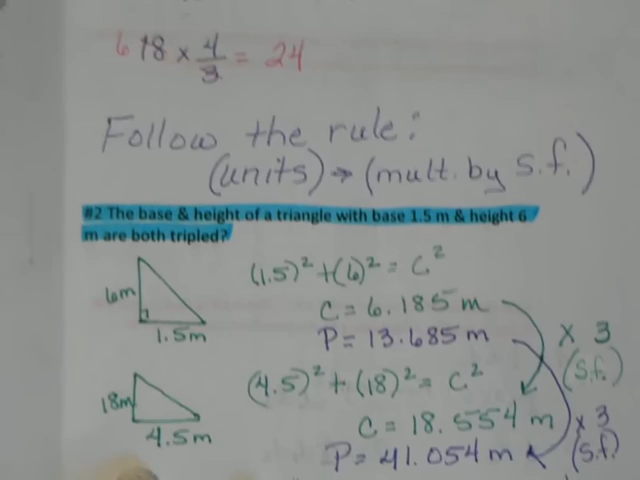 6 18 × 4/3 = 24
Follow the rule:
(units) → (mult. by s.f.)
#2 The base & height of a triangle with base 1.5 m & height 6
m are both tripled?
6m
1.5m
(1.5)² + (6)² = c²
c = 6.185 m
P = 13.685 m
× 3
(s.f.)
18m
4.5m
(4.5)² + (18)² = c²
c = 18.554 m
× 3
(s.f.)
P = 41.054 m